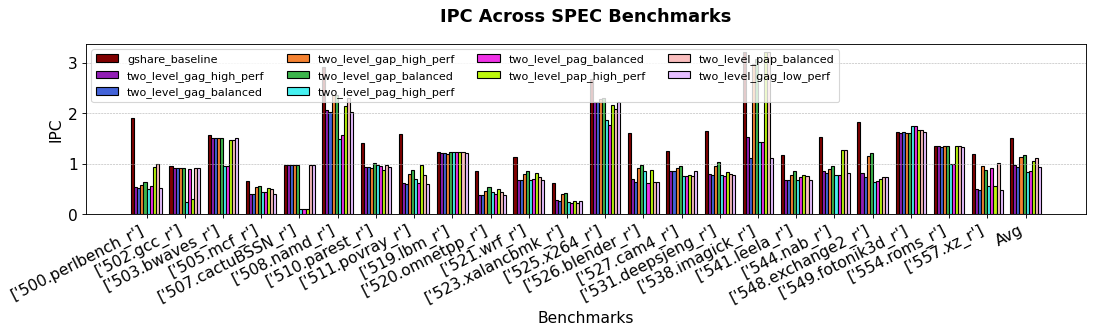 IPC Across SPEC Benchmarks
IPC
3
2
1
0
gshare_baseline
two_level_gag_high_perf
two_level_gag_balanced
two_level_gap_high_perf
two_level_gap_balanced
two_level_pag_high_perf
two_level_pag_balanced
two_level_pap_high_perf
two_level_pap_balanced
two_level_gag_low_perf
['500.perlbench_r']
['502.gcc_r']
['503.bwaves_r']
['505.mcf_r']
['507.cactuBSSN_r']
['508.namd_r']
['510.parest_r']
['511.povray_r']
['519.lbm_r']
['520.omnetpp_r']
['521.wrf_r']
['523.xalancbmk_r']
['525.x264_r']
['526.blender_r']
['527.cam4_r']
['531.deepsjeng_r']
['538.imagick_r']
['541.leela_r']
['544.nab_r']
['548.exchange2_r']
['549.fotonik3d_r']
['554.roms_r']
['557.xz_r']
Avg
Benchmarks